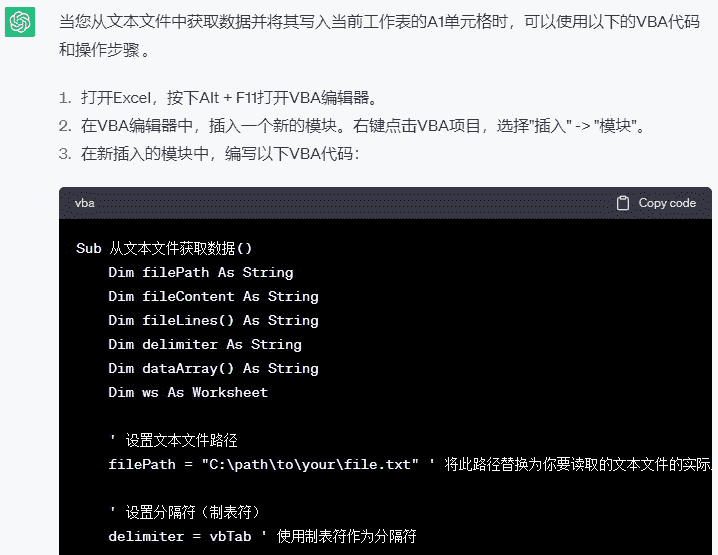 当您从文本文件中获取数据并将其写入当前工作表的A1单元格时，可以使用以下的VBA代码
和操作步骤。
1. 打开Excel，按下Alt + F11打开VBA编辑器。
2. 在VBA编辑器中，插入一个新的模块。右键点击VBA项目，选择"插入" -> "模块"。
3. 在新插入的模块中，编写以下VBA代码：
vba Copy code
Sub 从文本文件获取数据()
    Dim filePath As String
    Dim fileContent As String
    Dim fileLines() As String
    Dim delimiter As String
    Dim dataArray() As String
    Dim ws As Worksheet
    ' 设置文本文件路径
    filePath = "C:\path\to\your\file.txt" ' 将此路径替换为你要读取的文本文件的实际
    ' 设置分隔符（制表符）
    delimiter = vbTab ' 使用制表符作为分隔符